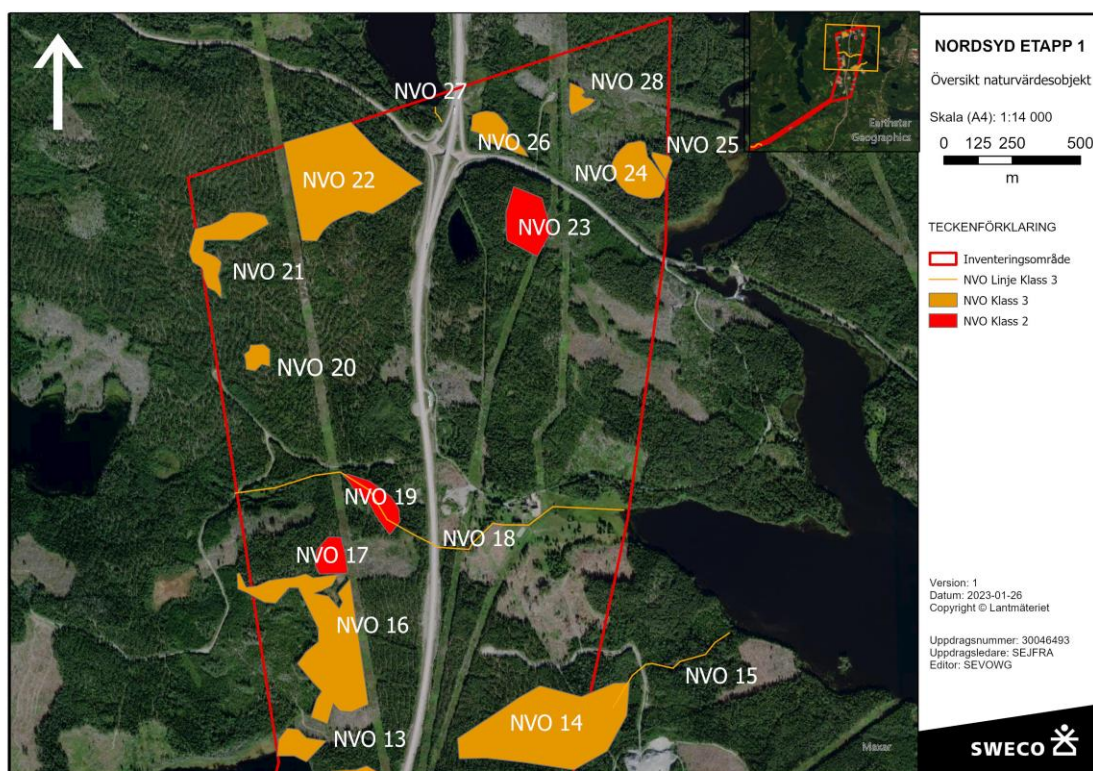 NVO 27
NVO 28
NVO 26
NVO 25
NVO 22
NVO 24
NVO 23
NVO 21
NVO 20
NVO 19
NVO 18
NVO 17
NVO 16
NVO 15
NVO 14
NVO 13
Maxar
Earthstar
Geographics
NORDSYD ETAPP 1
Översikt naturvärdesobjekt
Skala (A4): 1:14 000
0 125 250 500
m
TECKENFÖRKLARING
Inventeringsområde
NVO Linje Klass 3
NVO Klass 3
NVO Klass 2
Version: 1
Datum: 2023-01-26
Copyright © Lantmäteriet
Uppdragsnummer: 30046493
Uppdragsledare: SEJFRA
Editor: SEVOWG
SWECO